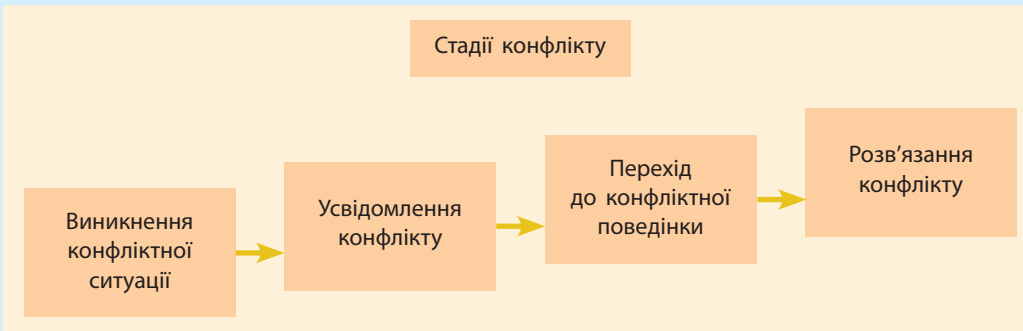 Стадії конфлікту
Виникнення
конфліктної
ситуації
Усвідомлення
конфлікту
Перехід
до конфліктної
поведінки
Розв'язання
конфлікту